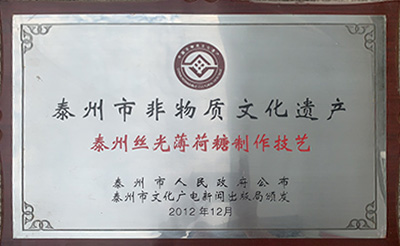 泰州市非物质文化遗产
泰州丝光薄荷糖制作技艺
泰州市人民政府公布
泰州市文化广电新闻出版局颁发
2012年12月